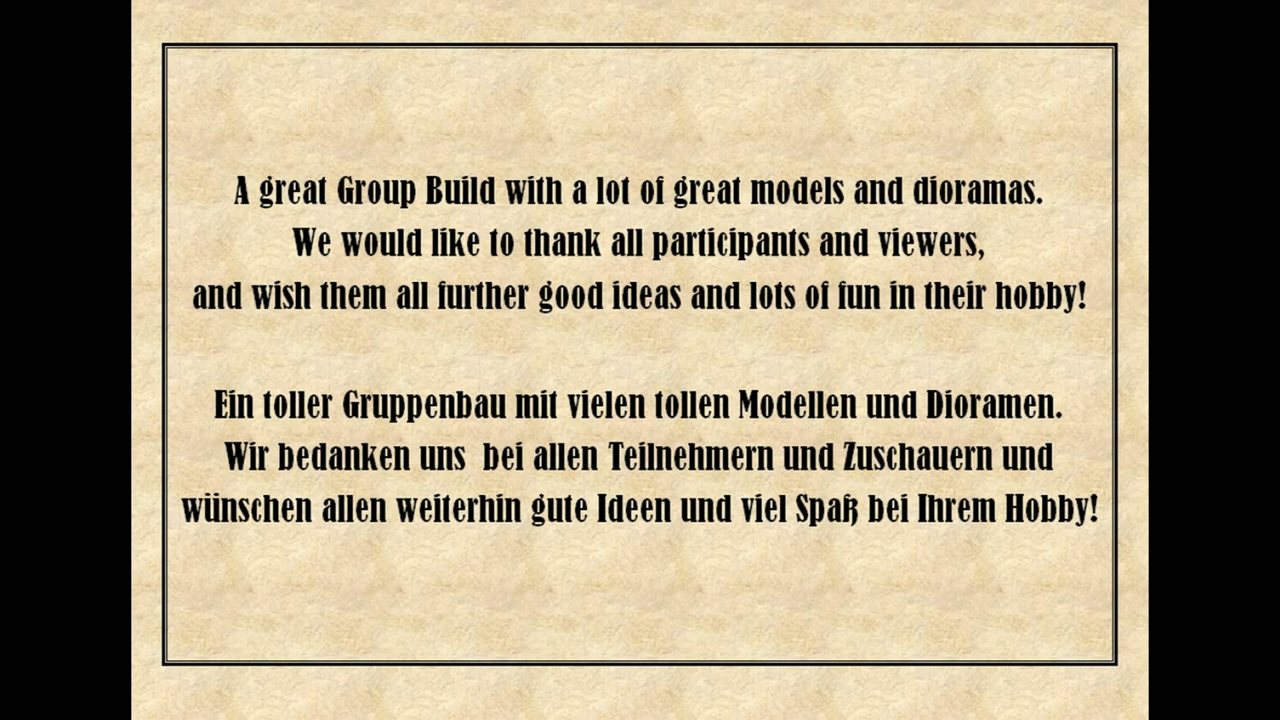 A great Group Build with a lot of great models and dioramas.
We would like to thank all participants and viewers,
and wish them all further good ideas and lots of fun in their hobby!
Ein toller Gruppenbau mit vielen tollen Modellen und Dioramen.
Wir bedanken uns  bei allen Teilnehmern und Zuschauern und
wünschen allen weiterhin gute Ideen und viel Spaß bei Ihrem Hobby!